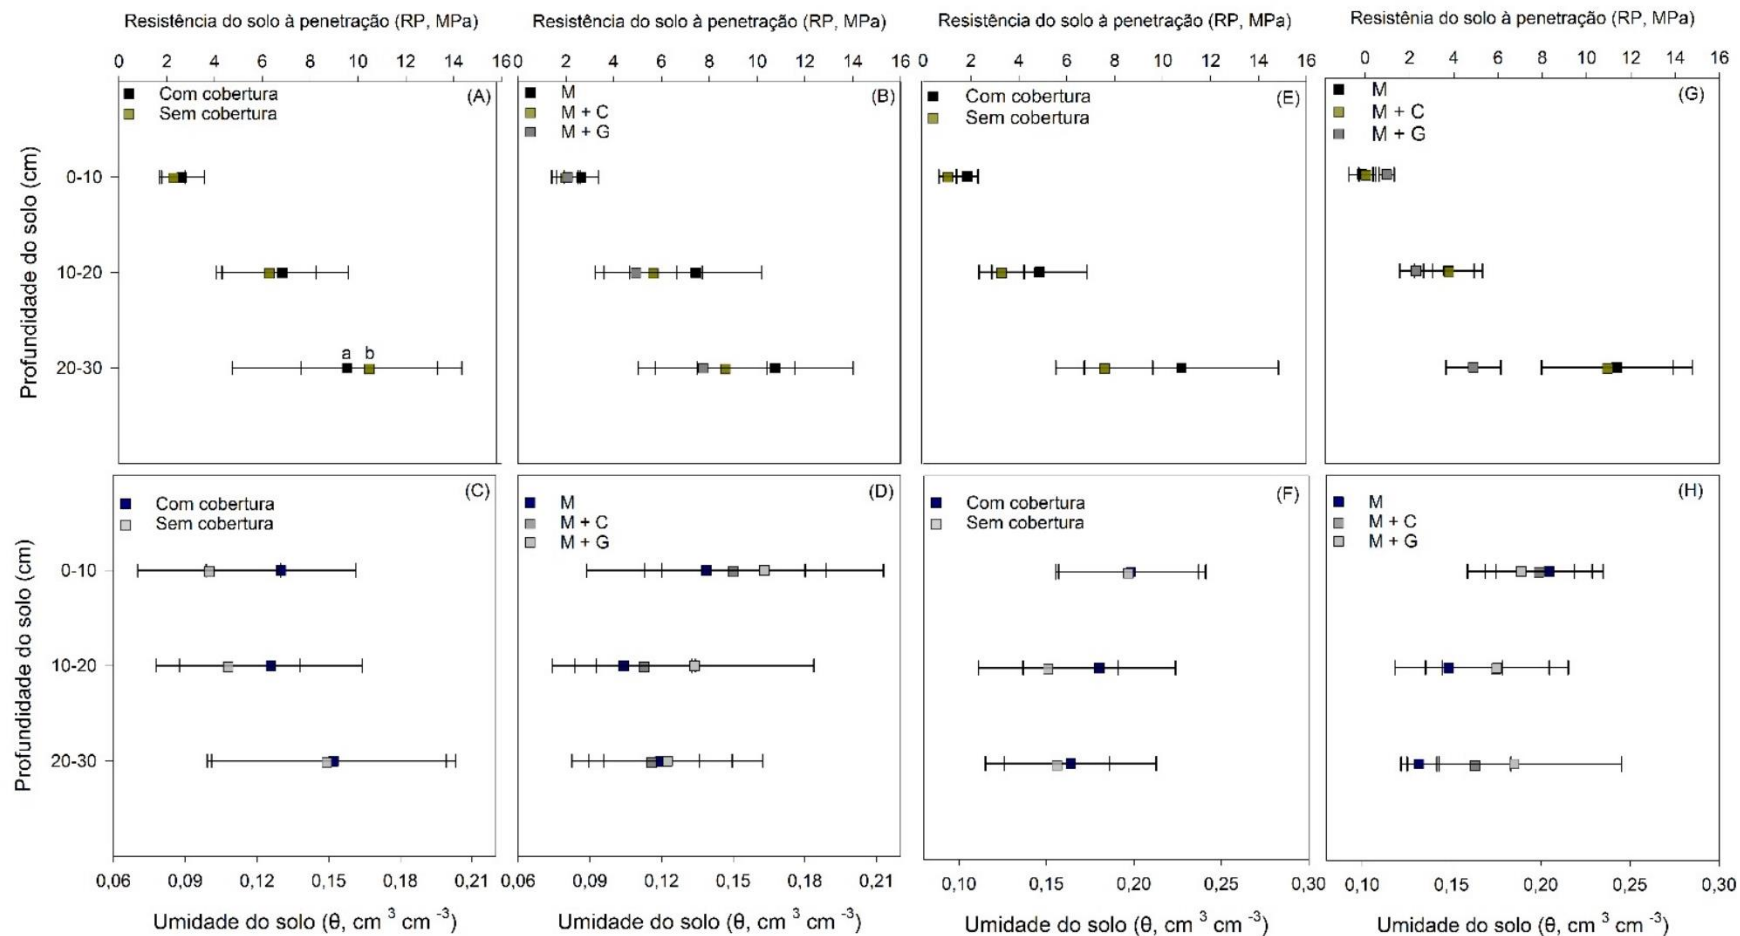 Resistência do solo à penetração (RP, MPa)
0 2 4 6 8 10 12 14 16
Com cobertura
Sem cobertura
(A)
Resistência do solo à penetração (RP, MPa)
0 2 4 6 8 10 12 14 16
M
M + C
M + G
(B)
Resistência do solo à penetração (RP, MPa)
0 2 4 6 8 10 12 14 16
Com cobertura
Sem cobertura
(E)
Resistênia do solo à penetração (RP, MPa)
0 2 4 6 8 10 12 14 16
M
M + C
M + G
(G)
Profundidade do solo (cm)
0-10
10-20
20-30
a b
Com cobertura
Sem cobertura
(C)
M
M + C
M + G
(D)
Com cobertura
Sem cobertura
(F)
M
M + C
M + G
(H)
Profundidade do solo (cm)
0-10
10-20
20-30
0,06 0,09 0,12 0,15 0,18 0,21
Umidade do solo (θ, cm ³ cm ⁻³)
0,06 0,09 0,12 0,15 0,18 0,21
Umidade do solo (θ, cm ³ cm ⁻³)
0,10 0,15 0,20 0,25 0,30
Umidade do solo (θ, cm ³ cm ⁻³)
0,10 0,15 0,20 0,25 0,30
Umidade do solo (θ, cm ³ cm ⁻³)